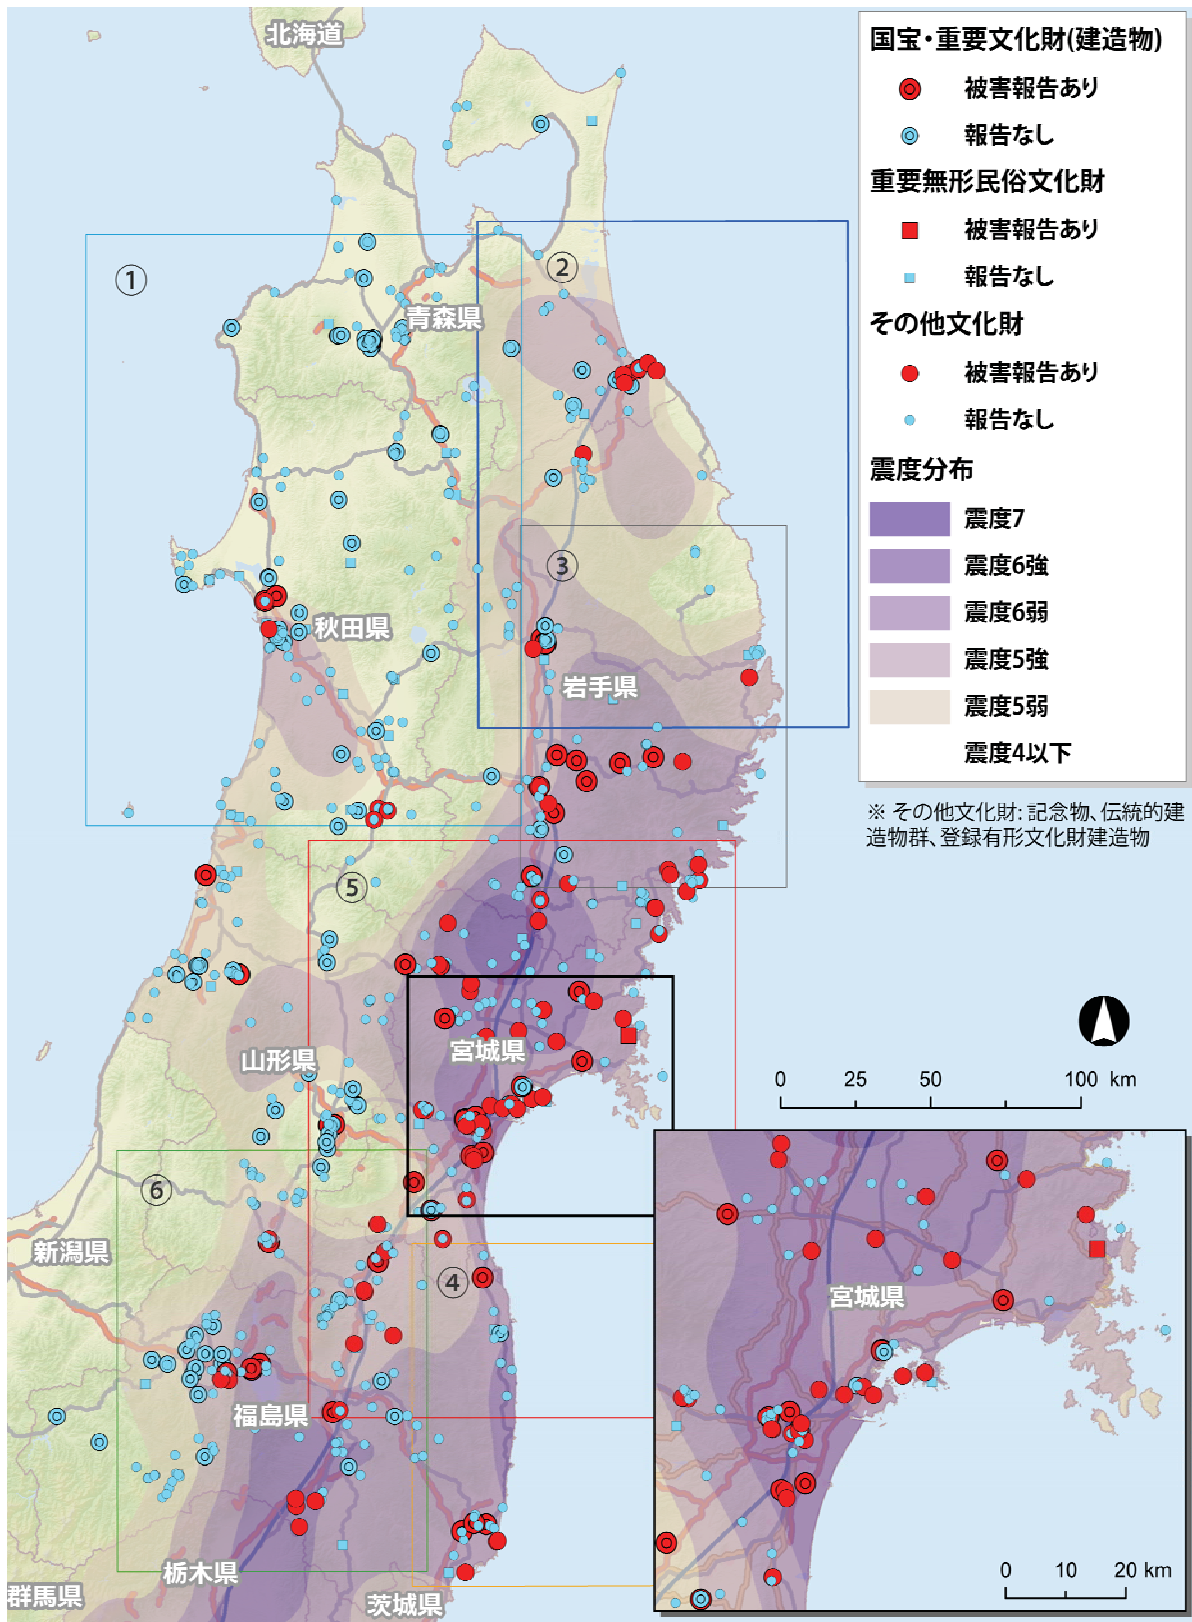 北海道
国宝・重要文化財(建造物)
被害報告あり
報告なし
重要無形民俗文化財
被害報告あり
報告なし
その他文化財
被害報告あり
報告なし
震度分布
震度7
震度6強
震度6弱
震度5強
震度5弱
震度4以下
※ その他文化財: 記念物、伝統的建
造物群、登録有形文化財建造物
①
②
青森県
③
秋田県
岩手県
⑤
山形県
宮城県
0 25 50 100 km
⑥
新潟県
④
宮城県
福島県
栃木県
群馬県
茨城県
0 10 20 km